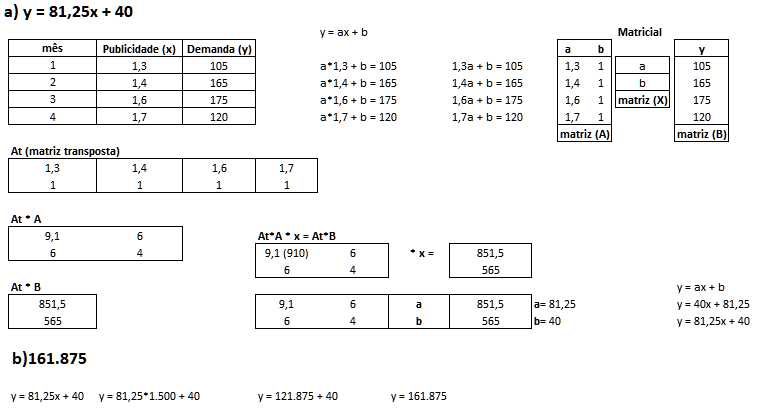 a) y = 81,25x + 40
y = ax + b
Matricial
mês Publicidade (x) Demanda (y)
a b y
1 1,3 105 a*1,3 + b = 105 1,3a + b = 105 1,3 1 a 105
2 1,4 165 a*1,4 + b = 165 1,4a + b = 165 1,4 1 b 165
3 1,6 175 a*1,6 + b = 175 1,6a + b = 175 1,6 1 matriz (X) 175
4 1,7 120 a*1,7 + b = 120 1,7a + b = 120 1,7 1 120
matriz (A) matriz (B)
At (matriz transposta)
1,3 1,4 1,6 1,7
1 1 1 1
At * A
9,1 6
6 4
At*A * x = At*B
9,1 (910) 6 * x = 851,5
6 4 565
At * B
851,5
565
9,1 6 a 851,5 a= 81,25
6 4 b 565 b= 40
y = ax + b
y = 40x + 81,25
y = 81,25x + 40
b)161.875
y = 81,25x + 40 y = 81,25*1.500 + 40 y = 121.875 + 40 y = 161.875